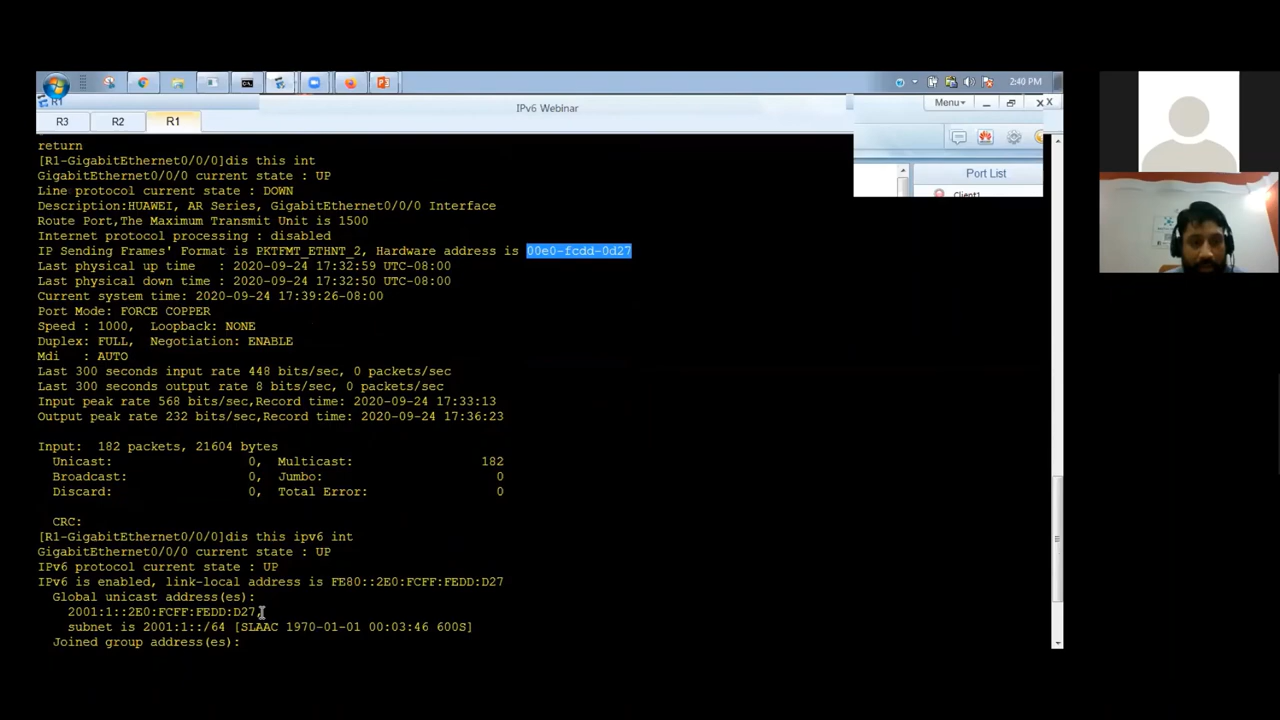 2:40 PM
R1
IPv6 Webinar
Menu
X
R3 R2 R1
Port List
Client1
return
[R1-GigabitEthernet0/0/0]dis this int
GigabitEthernet0/0/0 current state : UP
Line protocol current state : DOWN
Description:HUAWEI, AR Series, GigabitEthernet0/0/0 Interface
Route Port,The Maximum Transmit Unit is 1500
Internet protocol processing : disabled
IP Sending Frames' Format is PKTFMT_ETHNT_2, Hardware address is 00e0-fcdd-0d27
Last physical up time   : 2020-09-24 17:32:59 UTC-08:00
Last physical down time : 2020-09-24 17:32:50 UTC-08:00
Current system time: 2020-09-24 17:39:26-08:00
Port Mode: FORCE COPPER
Speed : 1000,  Loopback: NONE
Duplex: FULL,  Negotiation: ENABLE
Mdi   : AUTO
Last 300 seconds input rate 448 bits/sec, 0 packets/sec
Last 300 seconds output rate 8 bits/sec, 0 packets/sec
Input peak rate 568 bits/sec,Record time: 2020-09-24 17:33:13
Output peak rate 232 bits/sec,Record time: 2020-09-24 17:36:23
Input:  182 packets, 21604 bytes
Unicast: 0,  Multicast: 182
Broadcast: 0,  Jumbo: 0
Discard: 0,  Total Error: 0
CRC:
[R1-GigabitEthernet0/0/0]dis this ipv6 int
GigabitEthernet0/0/0 current state : UP
IPv6 protocol current state : UP
IPv6 is enabled, link-local address is FE80::2E0:FCFF:FEDD:D27
Global unicast address(es):
2001:1::2E0:FCFF:FEDD:D27,
subnet is 2001:1::/64 [SLAAC 1970-01-01 00:03:46 600S]
Joined group address(es):